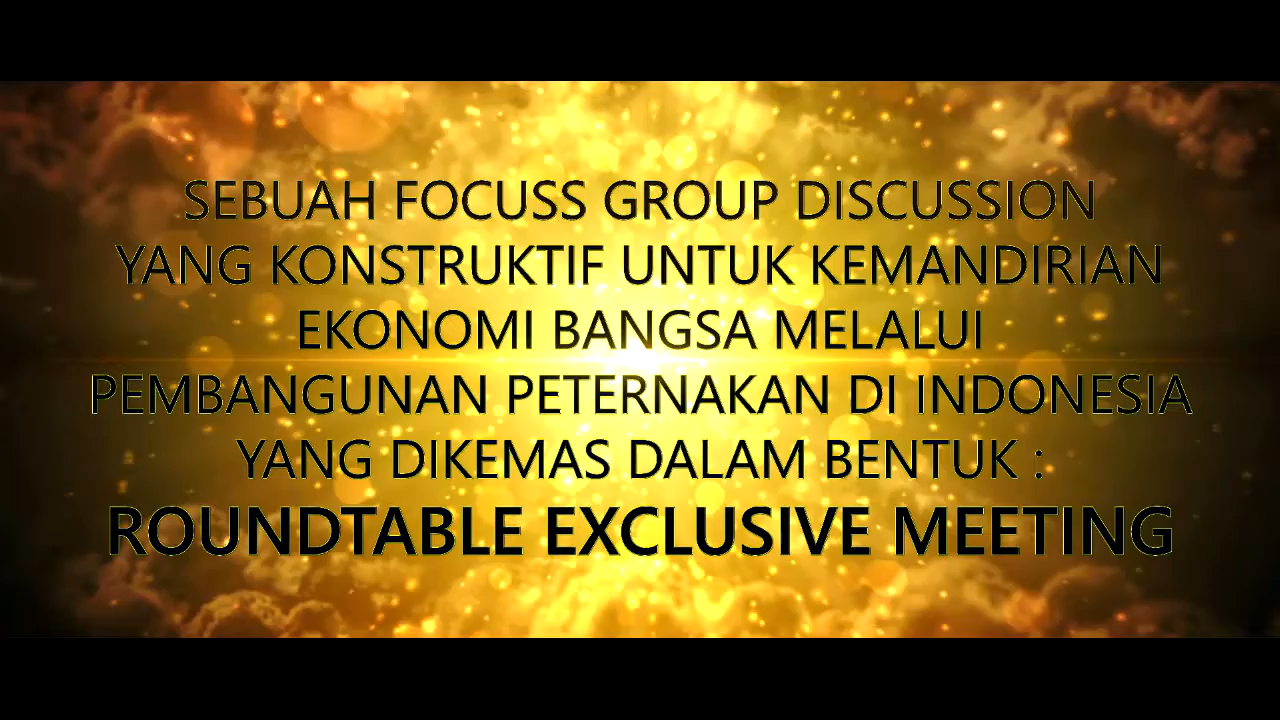 SEBUAH FOCUSS GROUP DISCUSSION
YANG KONSTRUKTIF UNTUK KEMANDIRIAN
EKONOMI BANGSA MELALUI
PEMBANGUNAN PETERNAKAN DI INDONESIA
YANG DIKEMAS DALAM BENTUK :
ROUNDTABLE EXCLUSIVE MEETING